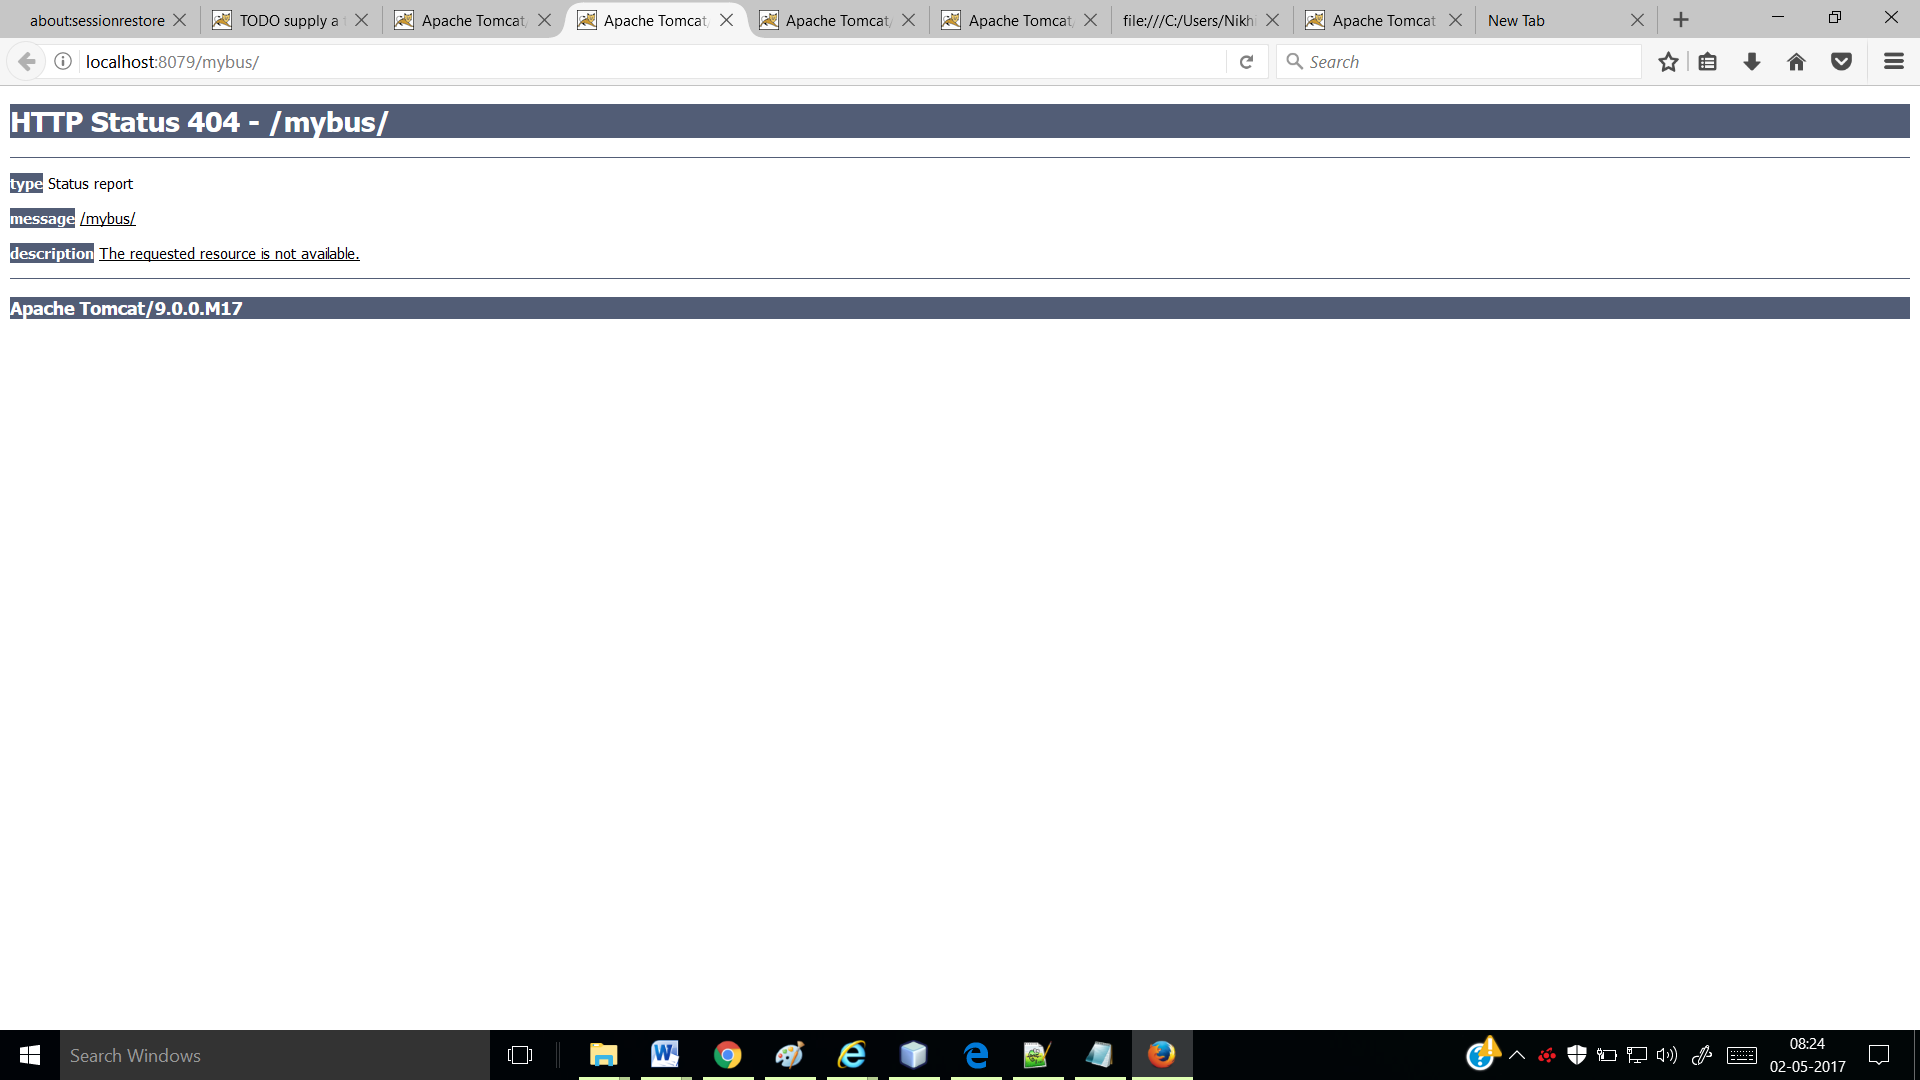 about:sessionrestore
TODO supply a t
Apache Tomcat/
Apache Tomcat/
Apache Tomcat/
Apache Tomcat/
file:///C:/Users/Nikhi
Apache Tomcat
New Tab
localhost:8079/mybus/
Search
HTTP Status 404 - /mybus/
type Status report
message /mybus/
description The requested resource is not available.
Apache Tomcat/9.0.0.M17
Search Windows
08:24
02-05-2017